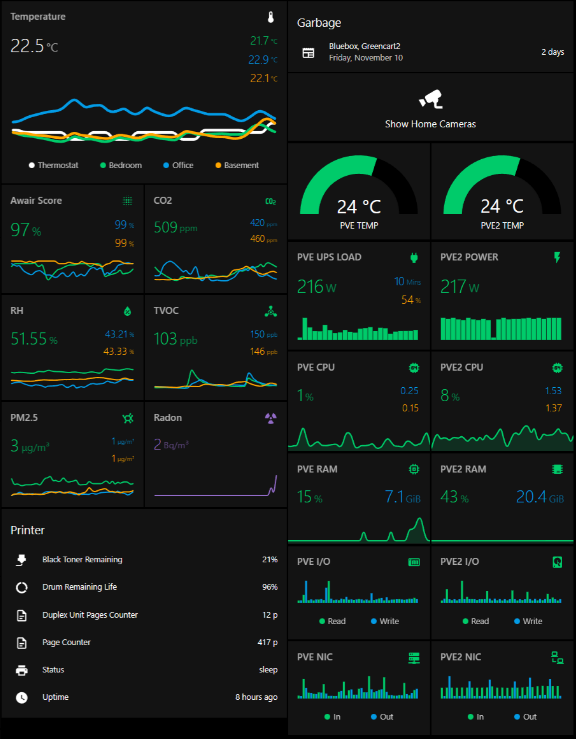 Temperature
22.5 °C
21.7 °C
22.9 °C
22.1 °C
Thermostat Bedroom Office Basement
Awair Score
97 %
99 %
99 %
CO2
CO₂
509 ppm
420 ppm
460 ppm
RH
51.55 %
43.21 %
43.33 %
TVOC
103 ppb
150 ppb
146 ppb
PM2.5
3 µg/m³
1 µg/m³
1 µg/m³
Radon
2 Bq/m³
Printer
Black Toner Remaining 21%
Drum Remaining Life 96%
Duplex Unit Pages Counter 12 p
Page Counter 417 p
Status sleep
Uptime 8 hours ago
Garbage
Bluebox, Greencart2
Friday, November 10
2 days
Show Home Cameras
24 °C
PVE TEMP
24 °C
PVE2 TEMP
PVE UPS LOAD
216 W
10 Mins
54 %
PVE2 POWER
217 W
PVE CPU
1 %
0.25
0.15
PVE2 CPU
8 %
1.53
1.37
PVE RAM
15 %
7.1 GiB
PVE2 RAM
43 %
20.4 GiB
PVE I/O
Read Write
PVE2 I/O
Read Write
PVE NIC
In Out
PVE2 NIC
In Out